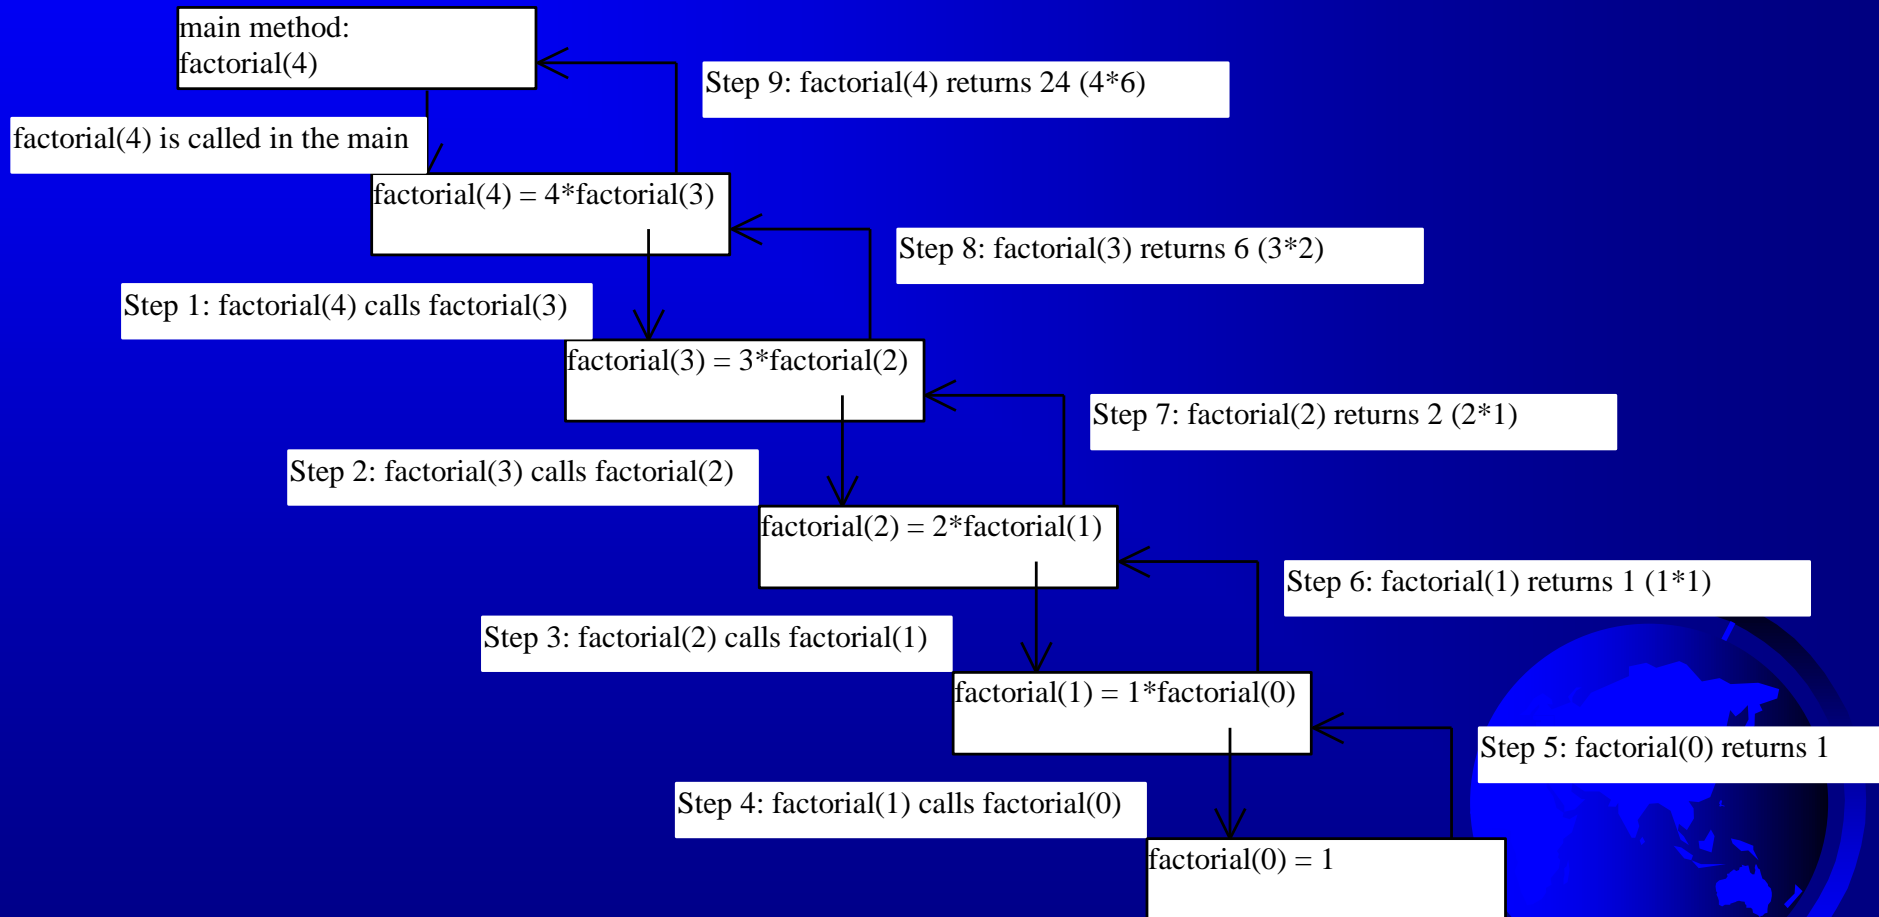 main method:
factorial(4)
Step 9: factorial(4) returns 24 (4*6)
factorial(4) is called in the main
factorial(4) = 4*factorial(3)
Step 8: factorial(3) returns 6 (3*2)
Step 1: factorial(4) calls factorial(3)
factorial(3) = 3*factorial(2)
Step 7: factorial(2) returns 2 (2*1)
Step 2: factorial(3) calls factorial(2)
factorial(2) = 2*factorial(1)
Step 6: factorial(1) returns 1 (1*1)
Step 3: factorial(2) calls factorial(1)
factorial(1) = 1*factorial(0)
Step 5: factorial(0) returns 1
Step 4: factorial(1) calls factorial(0)
factorial(0) = 1